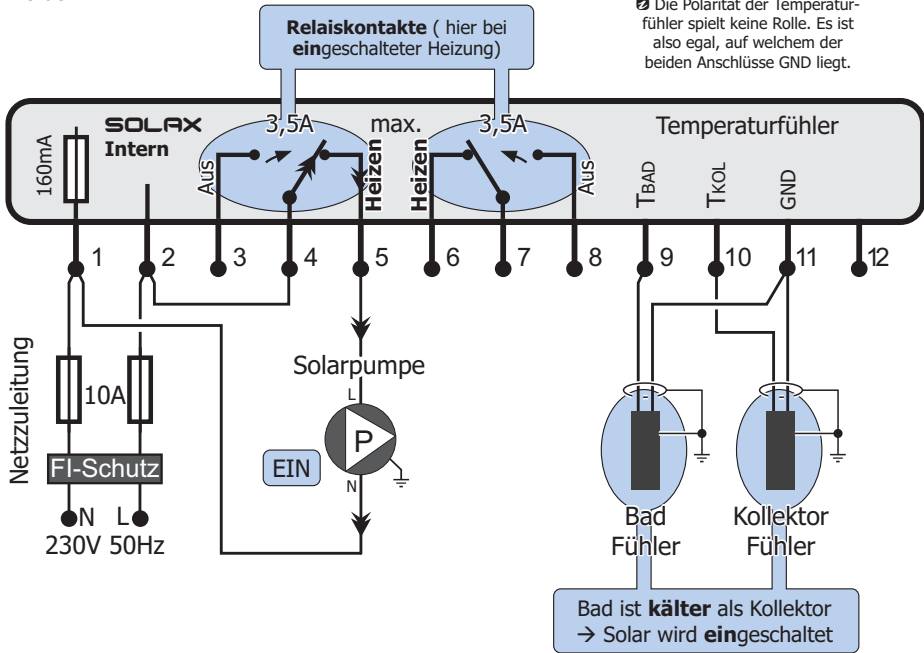 Relaiskontakte ( hier bei
eingeschalteter Heizung)
Die Polarität der Temperatur-
fühler spielt keine Rolle. Es ist
also egal, auf welchem der
beiden Anschlüsse GND liegt.
160mA
SOLAX
Intern
3,5A
max.
3,5A
Temperaturfühler
Aus
Heizen
Heizen
Aus
TBAD
TKOL
GND
1
2
3
4
5
6
7
8
9
10
11
12
Netzzuleitung
10A
FI-Schutz
N
L
230V 50Hz
Solarpumpe
L
P
EIN
N
Bad
Fühler
Kollektor
Fühler
Bad ist kälter als Kollektor
→ Solar wird eingeschaltet